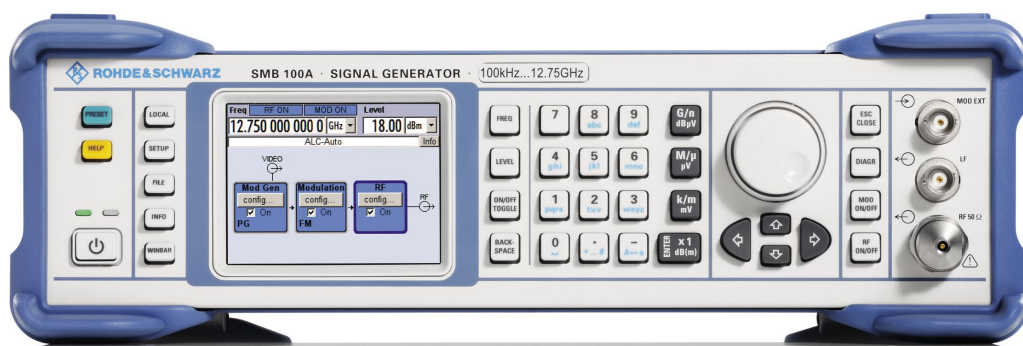 ROHDE&SCHWARZ SMB 100A · SIGNAL GENERATOR · 100kHz...12.75GHz
PRESET
HELP
LOCAL
SETUP
FILE
INFO
WINBAR
Freq RF ON MOD ON Level
12.750 000 000 0 GHz 18.00 dBm
ALC-Auto Info
VIDEO
Mod Gen Modulation RF
config... config... config... RF
On On On
PG FM
FREQ 7 8 abc 9 def G/n dBµV
LEVEL 4 ghi 5 jkl 6 mno M/µ µV
ON/OFF TOGGLE 1 pqrs 2 tuv 3 wxyz k/m mV
BACK-SPACE 0 . *...# − A↔a ENTER x1 dB(m)
ESC CLOSE
DIAGR
MOD ON/OFF
RF ON/OFF
MOD EXT
LF
RF 50 Ω